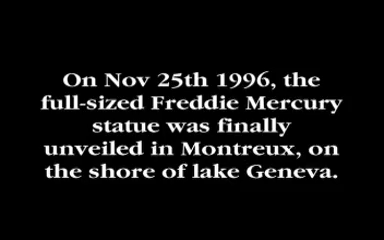 On Nov 25th 1996, the
full-sized Freddie Mercury
statue was finally
unveiled in Montreux, on
the shore of lake Geneva.